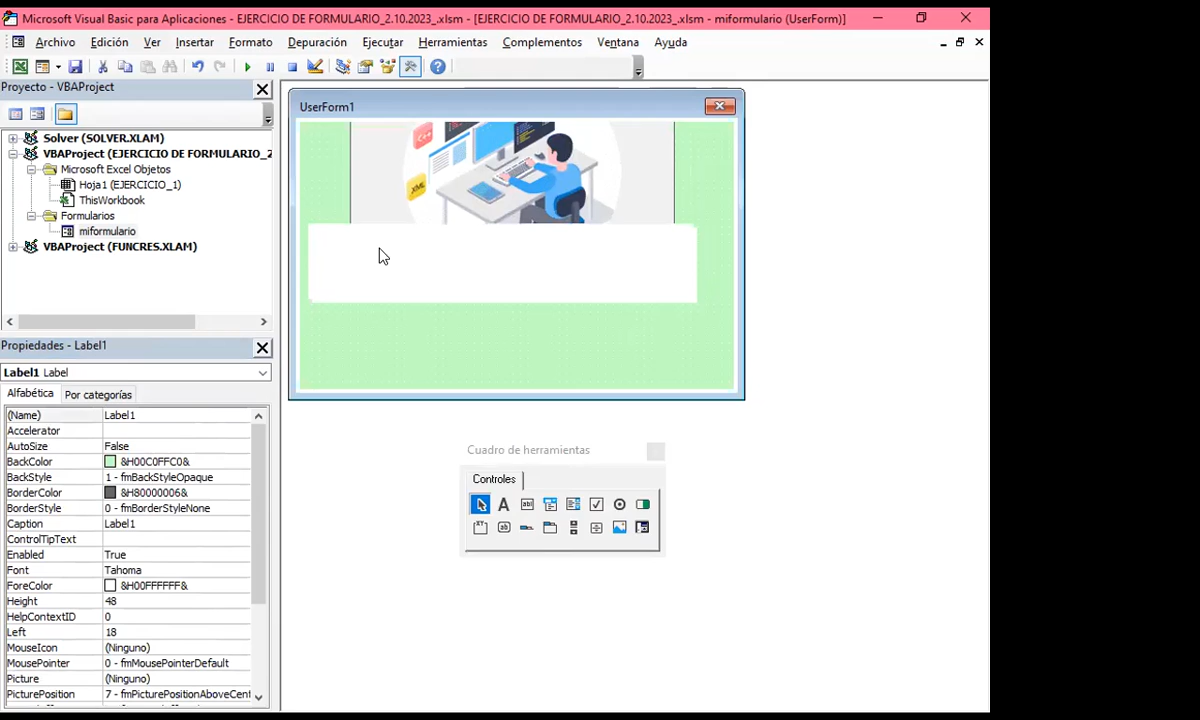 Microsoft Visual Basic para Aplicaciones - EJERCICIO DE FORMULARIO_2.10.2023_.xlsm - [EJERCICIO DE FORMULARIO_2.10.2023_.xlsm - miformulario (UserForm)]
Archivo Edición Ver Insertar Formato Depuración Ejecutar Herramientas Complementos Ventana Ayuda
Proyecto - VBAProject
Solver (SOLVER.XLAM)
VBAProject (EJERCICIO DE FORMULARIO_2
Microsoft Excel Objetos
Hoja1 (EJERCICIO_1)
ThisWorkbook
Formularios
miformulario
VBAProject (FUNCRES.XLAM)
UserForm1
C++
XML
Propiedades - Label1
Label1 Label
Alfabética Por categorías
(Name) Label1
Accelerator
AutoSize False
BackColor &H00C0FFC0&
BackStyle 1 - fmBackStyleOpaque
BorderColor &H80000006&
BorderStyle 0 - fmBorderStyleNone
Caption Label1
ControlTipText
Enabled True
Font Tahoma
ForeColor &H00FFFFFF&
Height 48
HelpContextID 0
Left 18
MouseIcon (Ninguno)
MousePointer 0 - fmMousePointerDefault
Picture (Ninguno)
PicturePosition 7 - fmPicturePositionAboveCent
Cuadro de herramientas
Controles